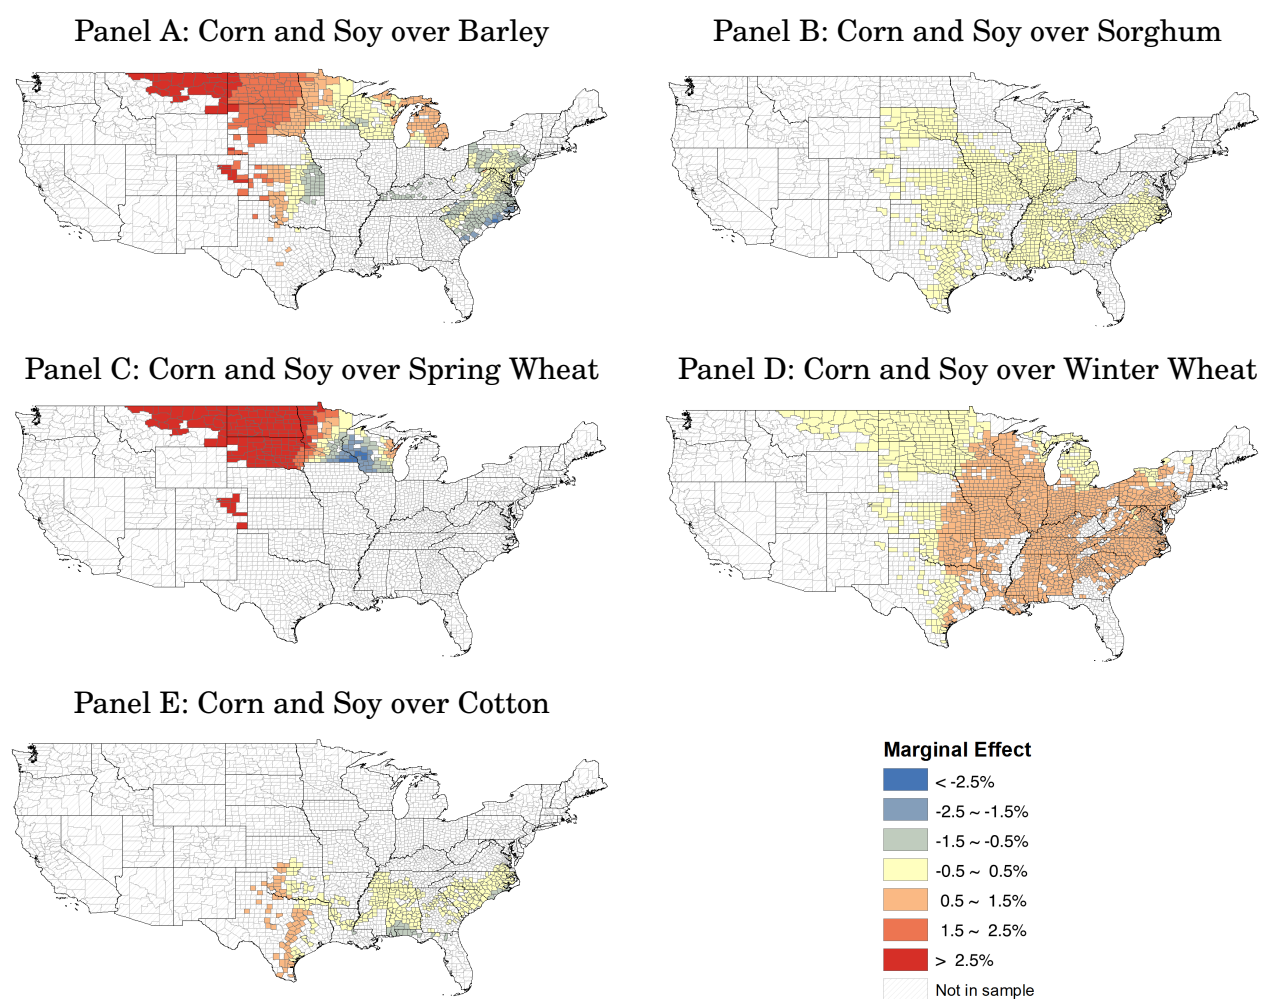 Panel A: Corn and Soy over Barley
Panel B: Corn and Soy over Sorghum
Panel C: Corn and Soy over Spring Wheat
Panel D: Corn and Soy over Winter Wheat
Panel E: Corn and Soy over Cotton
Marginal Effect
< -2.5%
-2.5 ~ -1.5%
-1.5 ~ -0.5%
-0.5 ~ 0.5%
0.5 ~ 1.5%
1.5 ~ 2.5%
> 2.5%
Not in sample